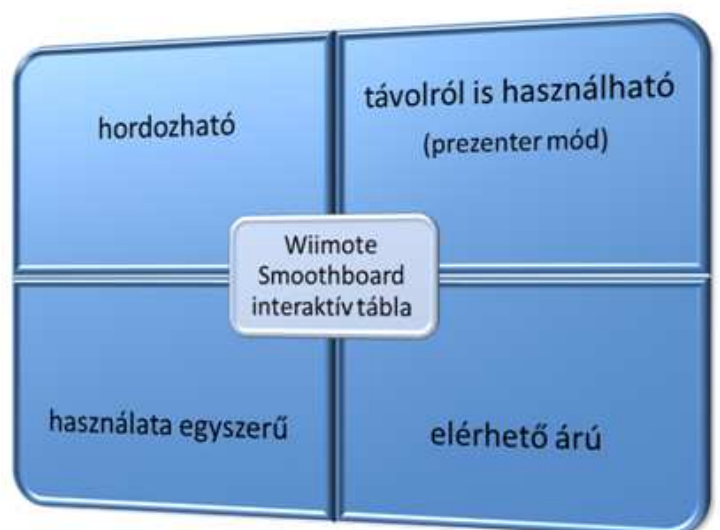 hordozható
távolról is használható
(prezenter mód)
Wiimote
Smoothboard
interaktív tábla
használata egyszerű
elérhető árú